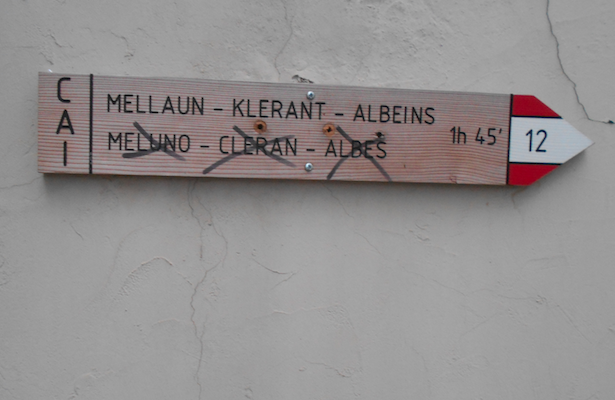 CAI
MELLAUN - KLERANT - ALBEINS
MELUNO - CLERAN - ALBES
1h 45'
12